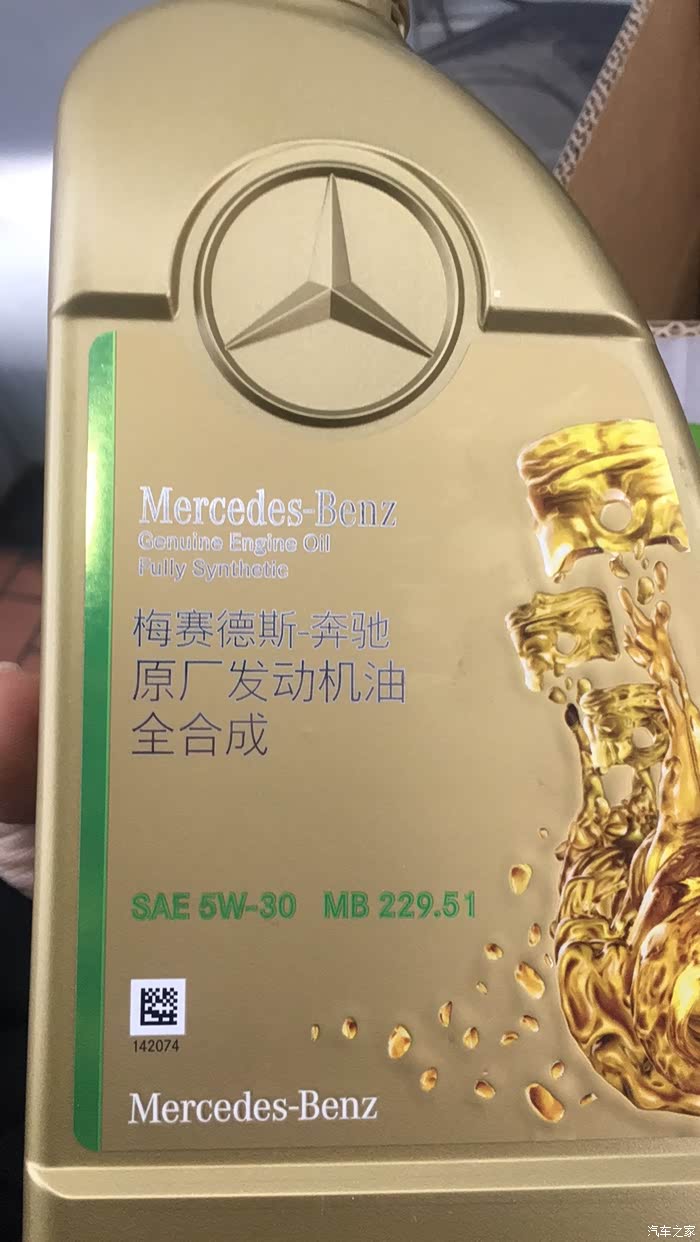 Mercedes-Benz
Genuine Engine Oil
Fully Synthetic
梅赛德斯-奔驰
原厂发动机油
全合成
SAE 5W-30 MB 229.51
142074
Mercedes-Benz
汽车之家